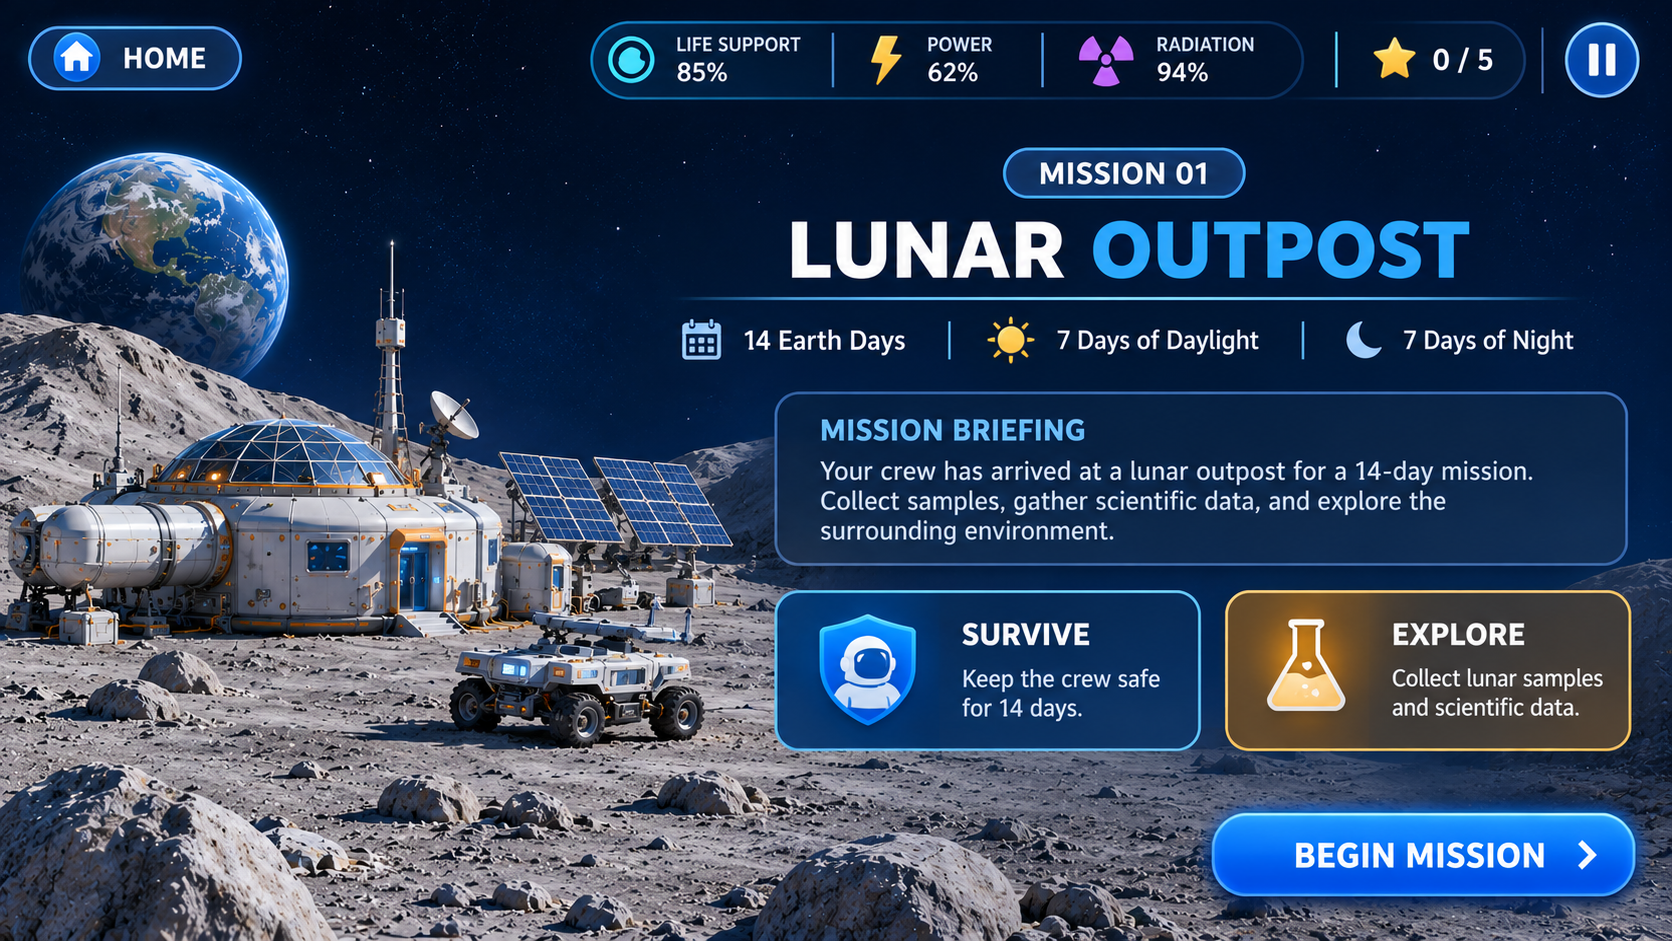 HOME
LIFE SUPPORT
85%
POWER
62%
RADIATION
94%
0 / 5
MISSION 01
LUNAR OUTPOST
14 Earth Days
7 Days of Daylight
7 Days of Night
MISSION BRIEFING
Your crew has arrived at a lunar outpost for a 14-day mission.
Collect samples, gather scientific data, and explore the
surrounding environment.
SURVIVE
Keep the crew safe
for 14 days.
EXPLORE
Collect lunar samples
and scientific data.
BEGIN MISSION